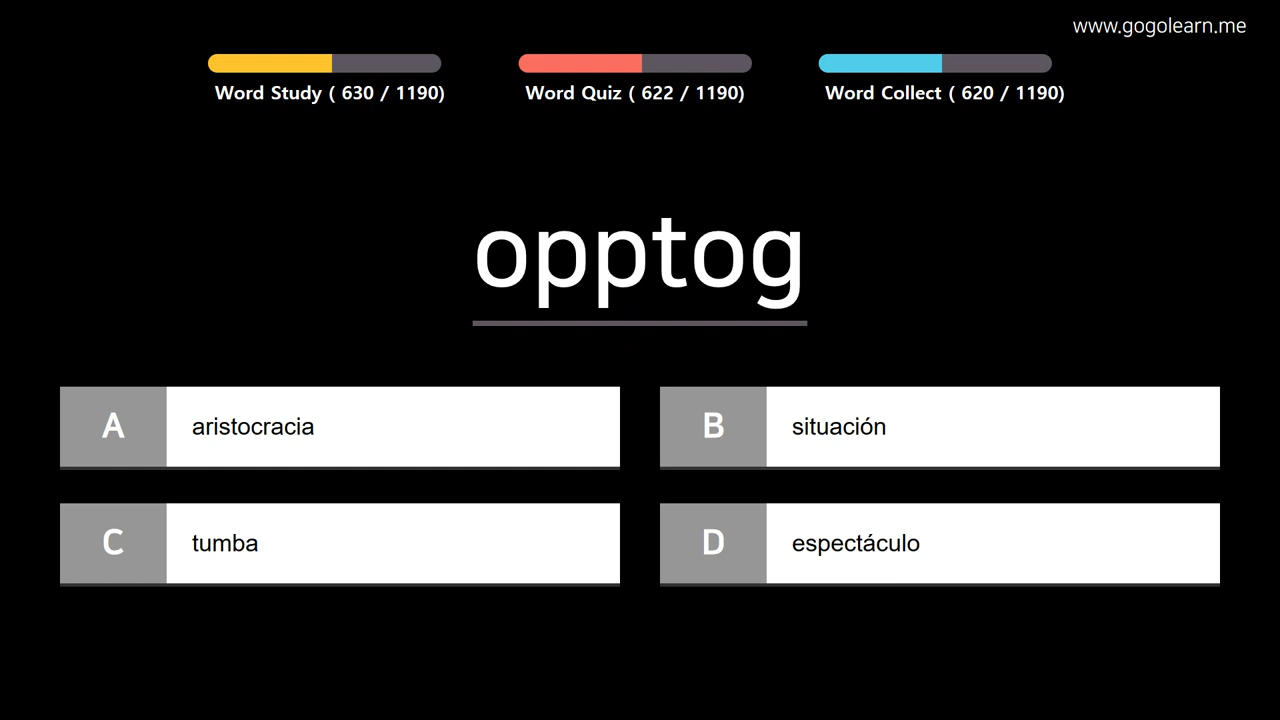 www.gogolearn.me
Word Study ( 630 / 1190)
Word Quiz ( 622 / 1190)
Word Collect ( 620 / 1190)
opptog
A aristocracia
B situación
C tumba
D espectáculo